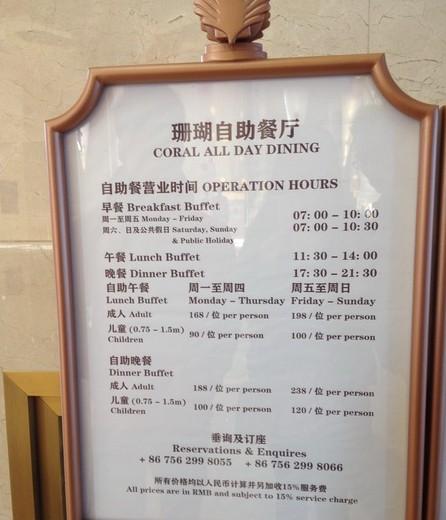 珊瑚自助餐厅
CORAL ALL DAY DINING
自助餐营业时间 OPERATION HOURS
早餐 Breakfast Buffet
周一至周五 Monday – Friday 07: 00 – 10: 00
周六、日及公共假日 Saturday, Sunday 07: 00 – 10: 30
& Public Holiday
午餐 Lunch Buffet 11: 30 – 14: 00
晚餐 Dinner Buffet 17: 30 – 21: 30
自助午餐 周一至周四 周五至周日
Lunch Buffet Monday – Thursday Friday – Sunday
成人 Adult 168 / 位 per person 198 / 位 per person
儿童 (0.75 – 1.5m) 90 / 位 per person 100 / 位 per person
Children
自助晚餐
Dinner Buffet
成人 Adult 188 / 位 per person 238 / 位 per person
儿童 (0.75 – 1.5m) 100 / 位 per person 120 / 位 per person
Children
垂询及订座
Reservations & Enquires
+ 86 756 299 8055 + 86 756 299 8066
所有价格均以人民币计算并另加收15%服务费
All prices are in RMB and subject to 15% service charge